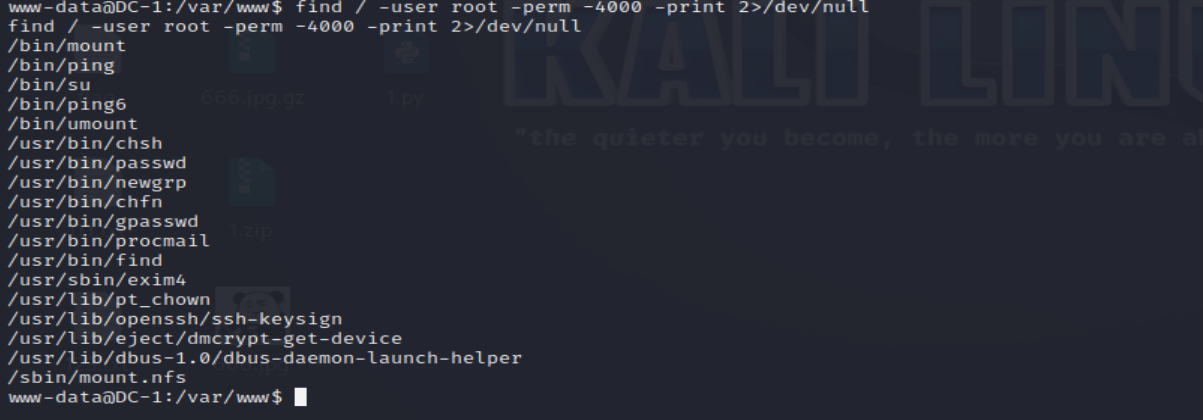 www-data@DC-1:/var/www$ find / -user root -perm -4000 -print 2>/dev/null
find / -user root -perm -4000 -print 2>/dev/null
/bin/mount
/bin/ping
/bin/su
666.jpg.gz
1.py
KALI LINU
/bin/ping6
/bin/umount
"the quieter you become, the more you are a
/usr/bin/chsh
/usr/bin/passwd
/usr/bin/newgrp
/usr/bin/chfn
/usr/bin/gpasswd
1.zip
/usr/bin/procmail
/usr/bin/find
/usr/sbin/exim4
/usr/lib/pt_chown
/usr/lib/openssh/ssh-keysign
/usr/lib/eject/dmcrypt-get-device
/usr/lib/dbus-1.0/dbus-daemon-launch-helper
/sbin/mount.nfs
www-data@DC-1:/var/www$